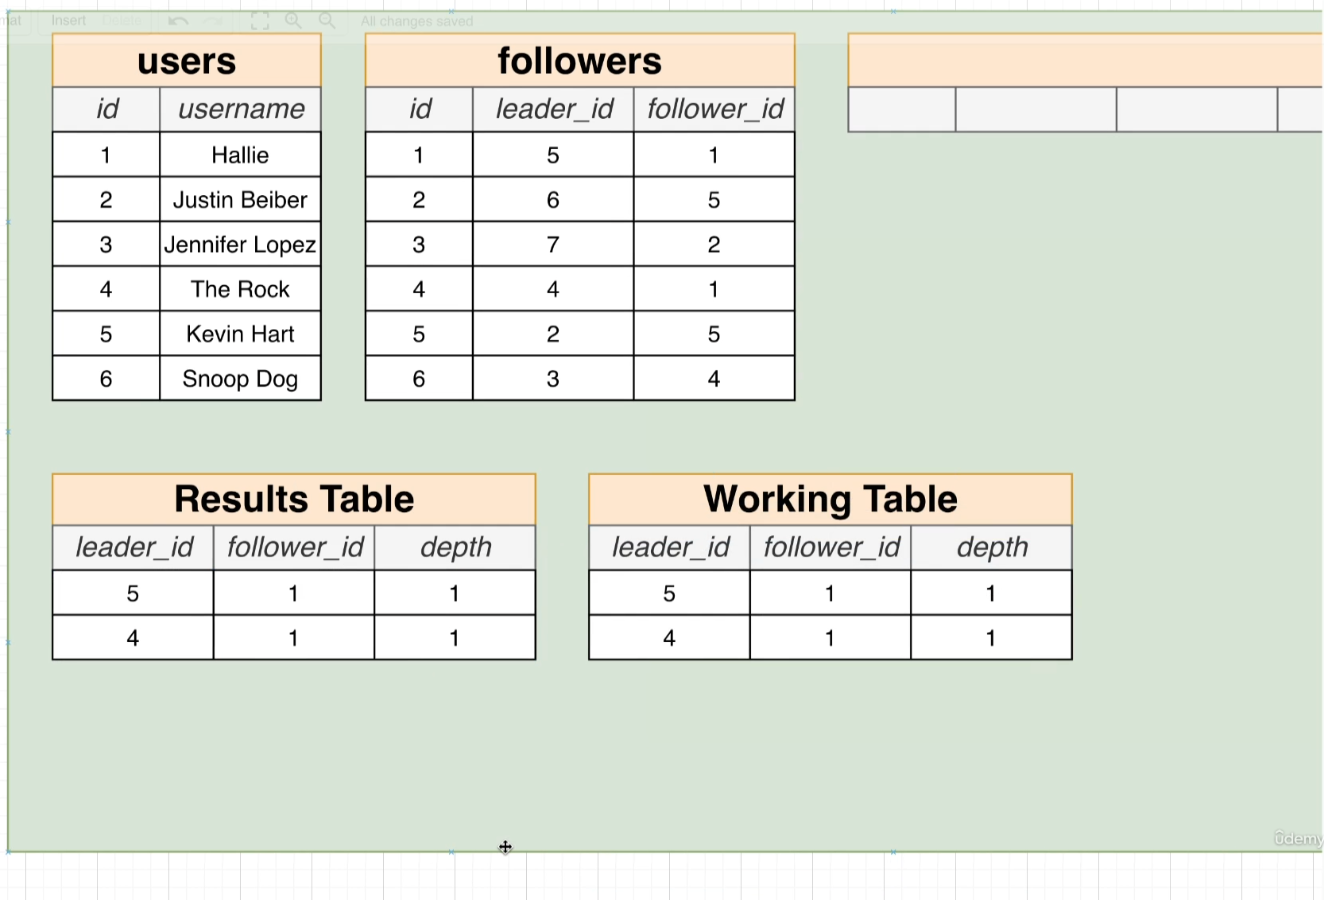 mat Insert Delete All changes saved
users
id username
1 Hallie
2 Justin Beiber
3 Jennifer Lopez
4 The Rock
5 Kevin Hart
6 Snoop Dog
followers
id leader_id follower_id
1 5 1
2 6 5
3 7 2
4 4 1
5 2 5
6 3 4
Results Table
leader_id follower_id depth
5 1 1
4 1 1
Working Table
leader_id follower_id depth
5 1 1
4 1 1
ûdemy